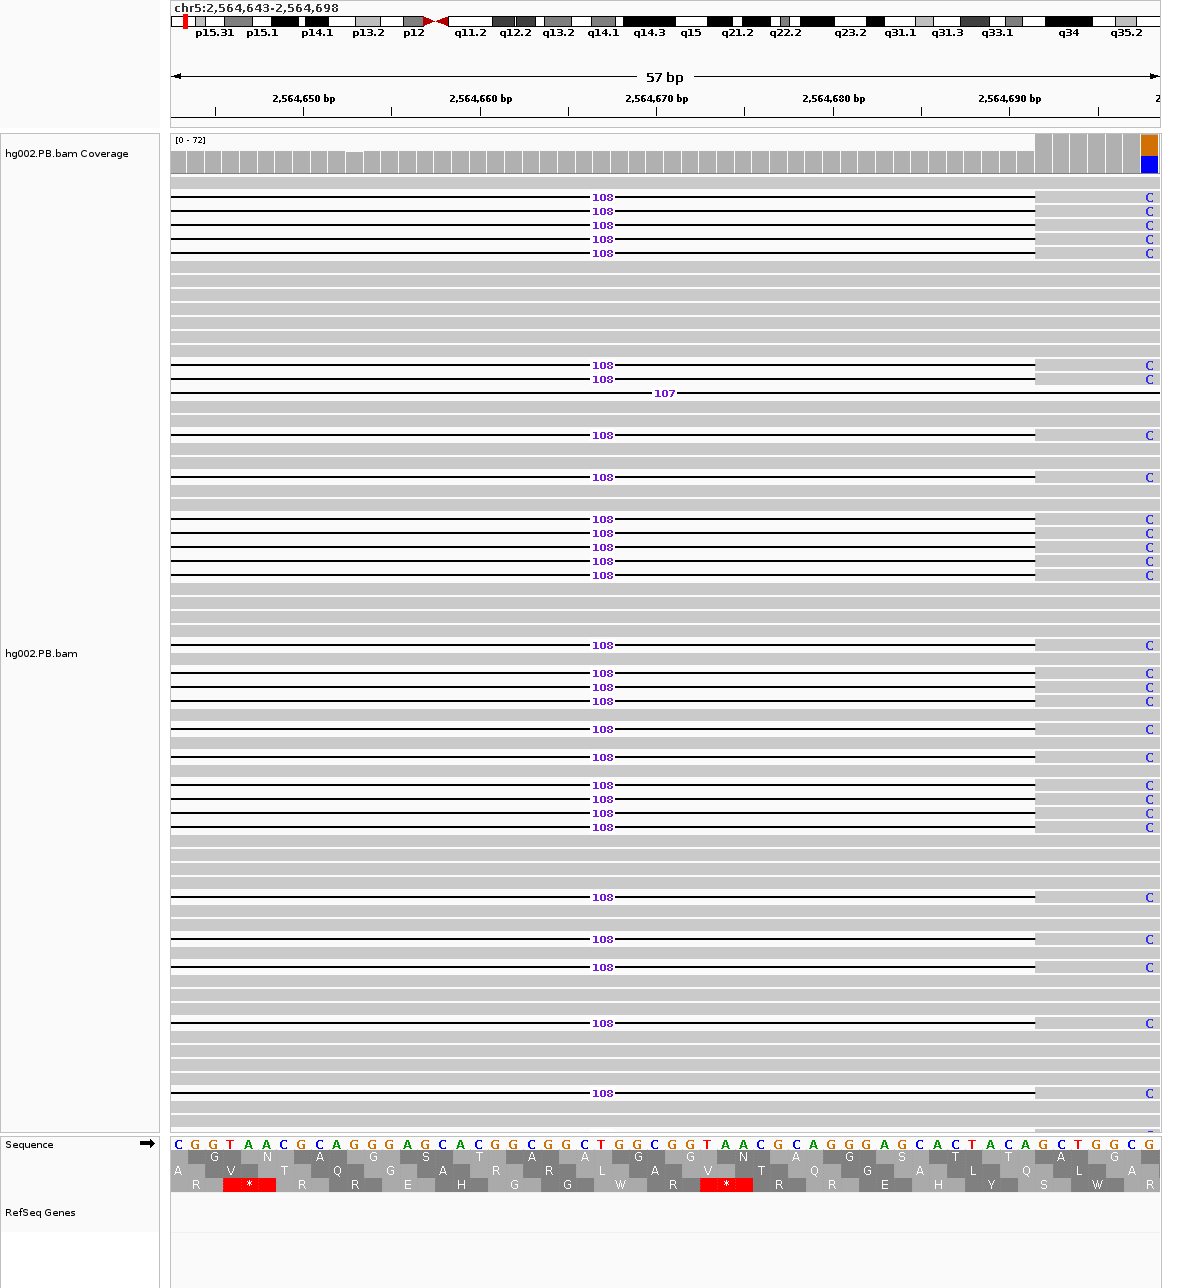 chr5:2,564,643-2,564,698
p15.31 p15.1 p14.1 p13.2 p12 q11.2 q12.2 q13.2 q14.1 q14.3 q15 q21.2 q22.2 q23.2 q31.1 q31.3 q33.1 q34 q35.2
57 bp
2,564,650 bp 2,564,660 bp 2,564,670 bp 2,564,680 bp 2,564,690 bp 2
[0 - 72]
hg002.PB.bam Coverage
108 C
108 C
108 C
108 C
108 C
108 C
108 C
107
108 C
108 C
108 C
108 C
108 C
108 C
108 C
108 C
hg002.PB.bam
108 C
108 C
108 C
108 C
108 C
108 C
108 C
108 C
108 C
108 C
108 C
108 C
108 C
108 C
Sequence C G G T A A C G C A G G G A G C A C G G C G G C T G G C G G T A A C G C A G G G A G C A C T A C A G C T G G C G
G N A G S T R A G G N A G S T T A G
A V T Q G A R R L A V T Q G A L Q L A
R * R R E H G G W R * R R E H Y S W R
RefSeq Genes